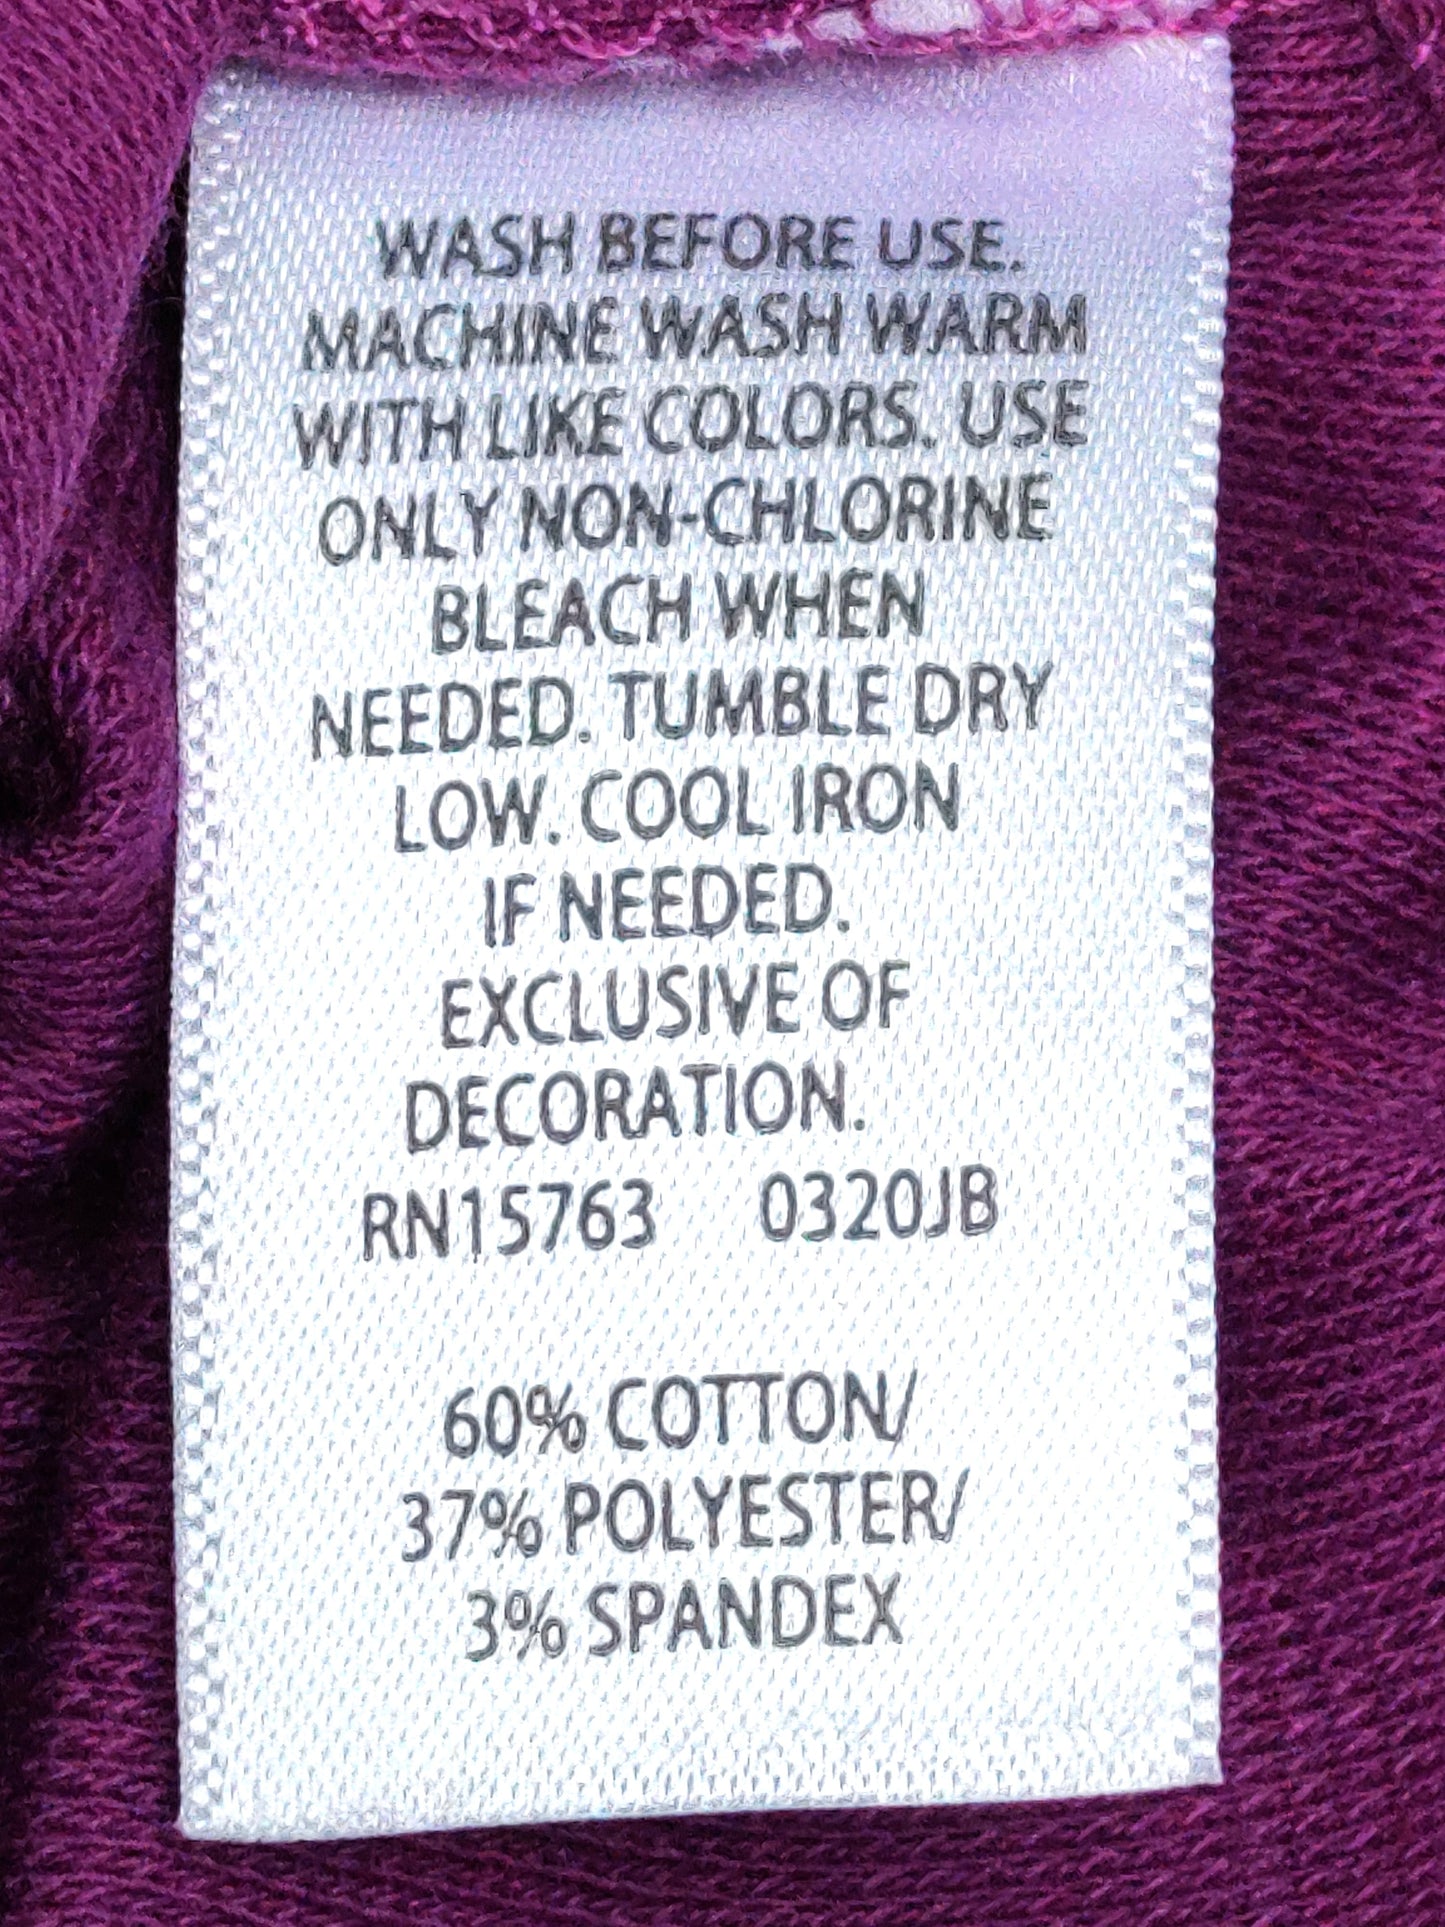 WASH BEFORE USE.
MACHINE WASH WARM
WITH LIKE COLORS. USE
ONLY NON-CHLORINE
BLEACH WHEN
NEEDED. TUMBLE DRY
LOW. COOL IRON
IF NEEDED.
EXCLUSIVE OF
DECORATION.
RN15763 0320JB
60% COTTON/
37% POLYESTER/
3% SPANDEX